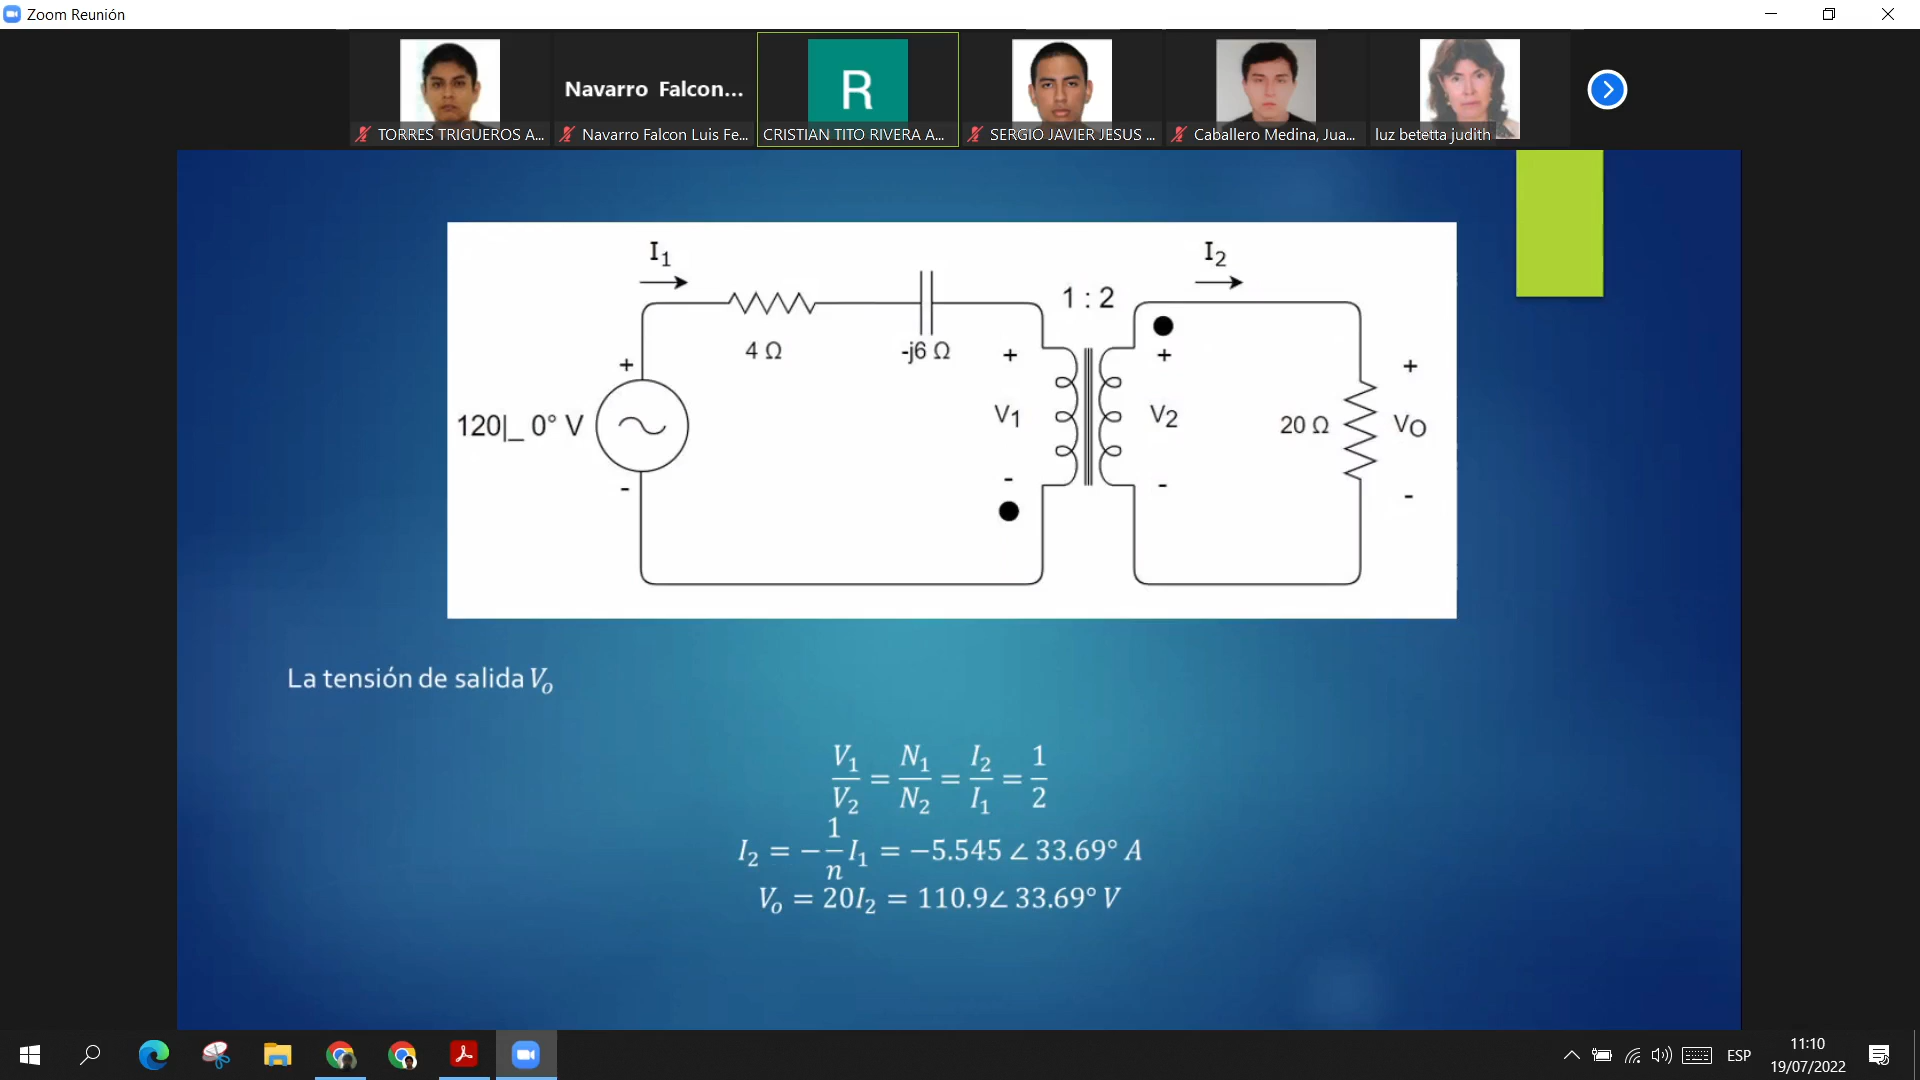 Zoom Reunión
Navarro Falcon...
R
TORRES TRIGUEROS A...
Navarro Falcon Luis Fe...
CRISTIAN TITO RIVERA A...
SERGIO JAVIER JESUS ...
Caballero Medina, Jua...
luz betetta judith
I₁
I₂
1 : 2
4 Ω
-j6 Ω
+
+
+
+
120|_ 0° V
V₁
V₂
20 Ω
V_O
-
-
-
-
La tensión de salida Vₒ
V₁/V₂ = N₁/N₂ = I₂/I₁ = 1/2
I₂ = −1/n I₁ = −5.545 ∠ 33.69° A
Vₒ = 20I₂ = 110.9∠ 33.69° V
ESP
11:10
19/07/2022